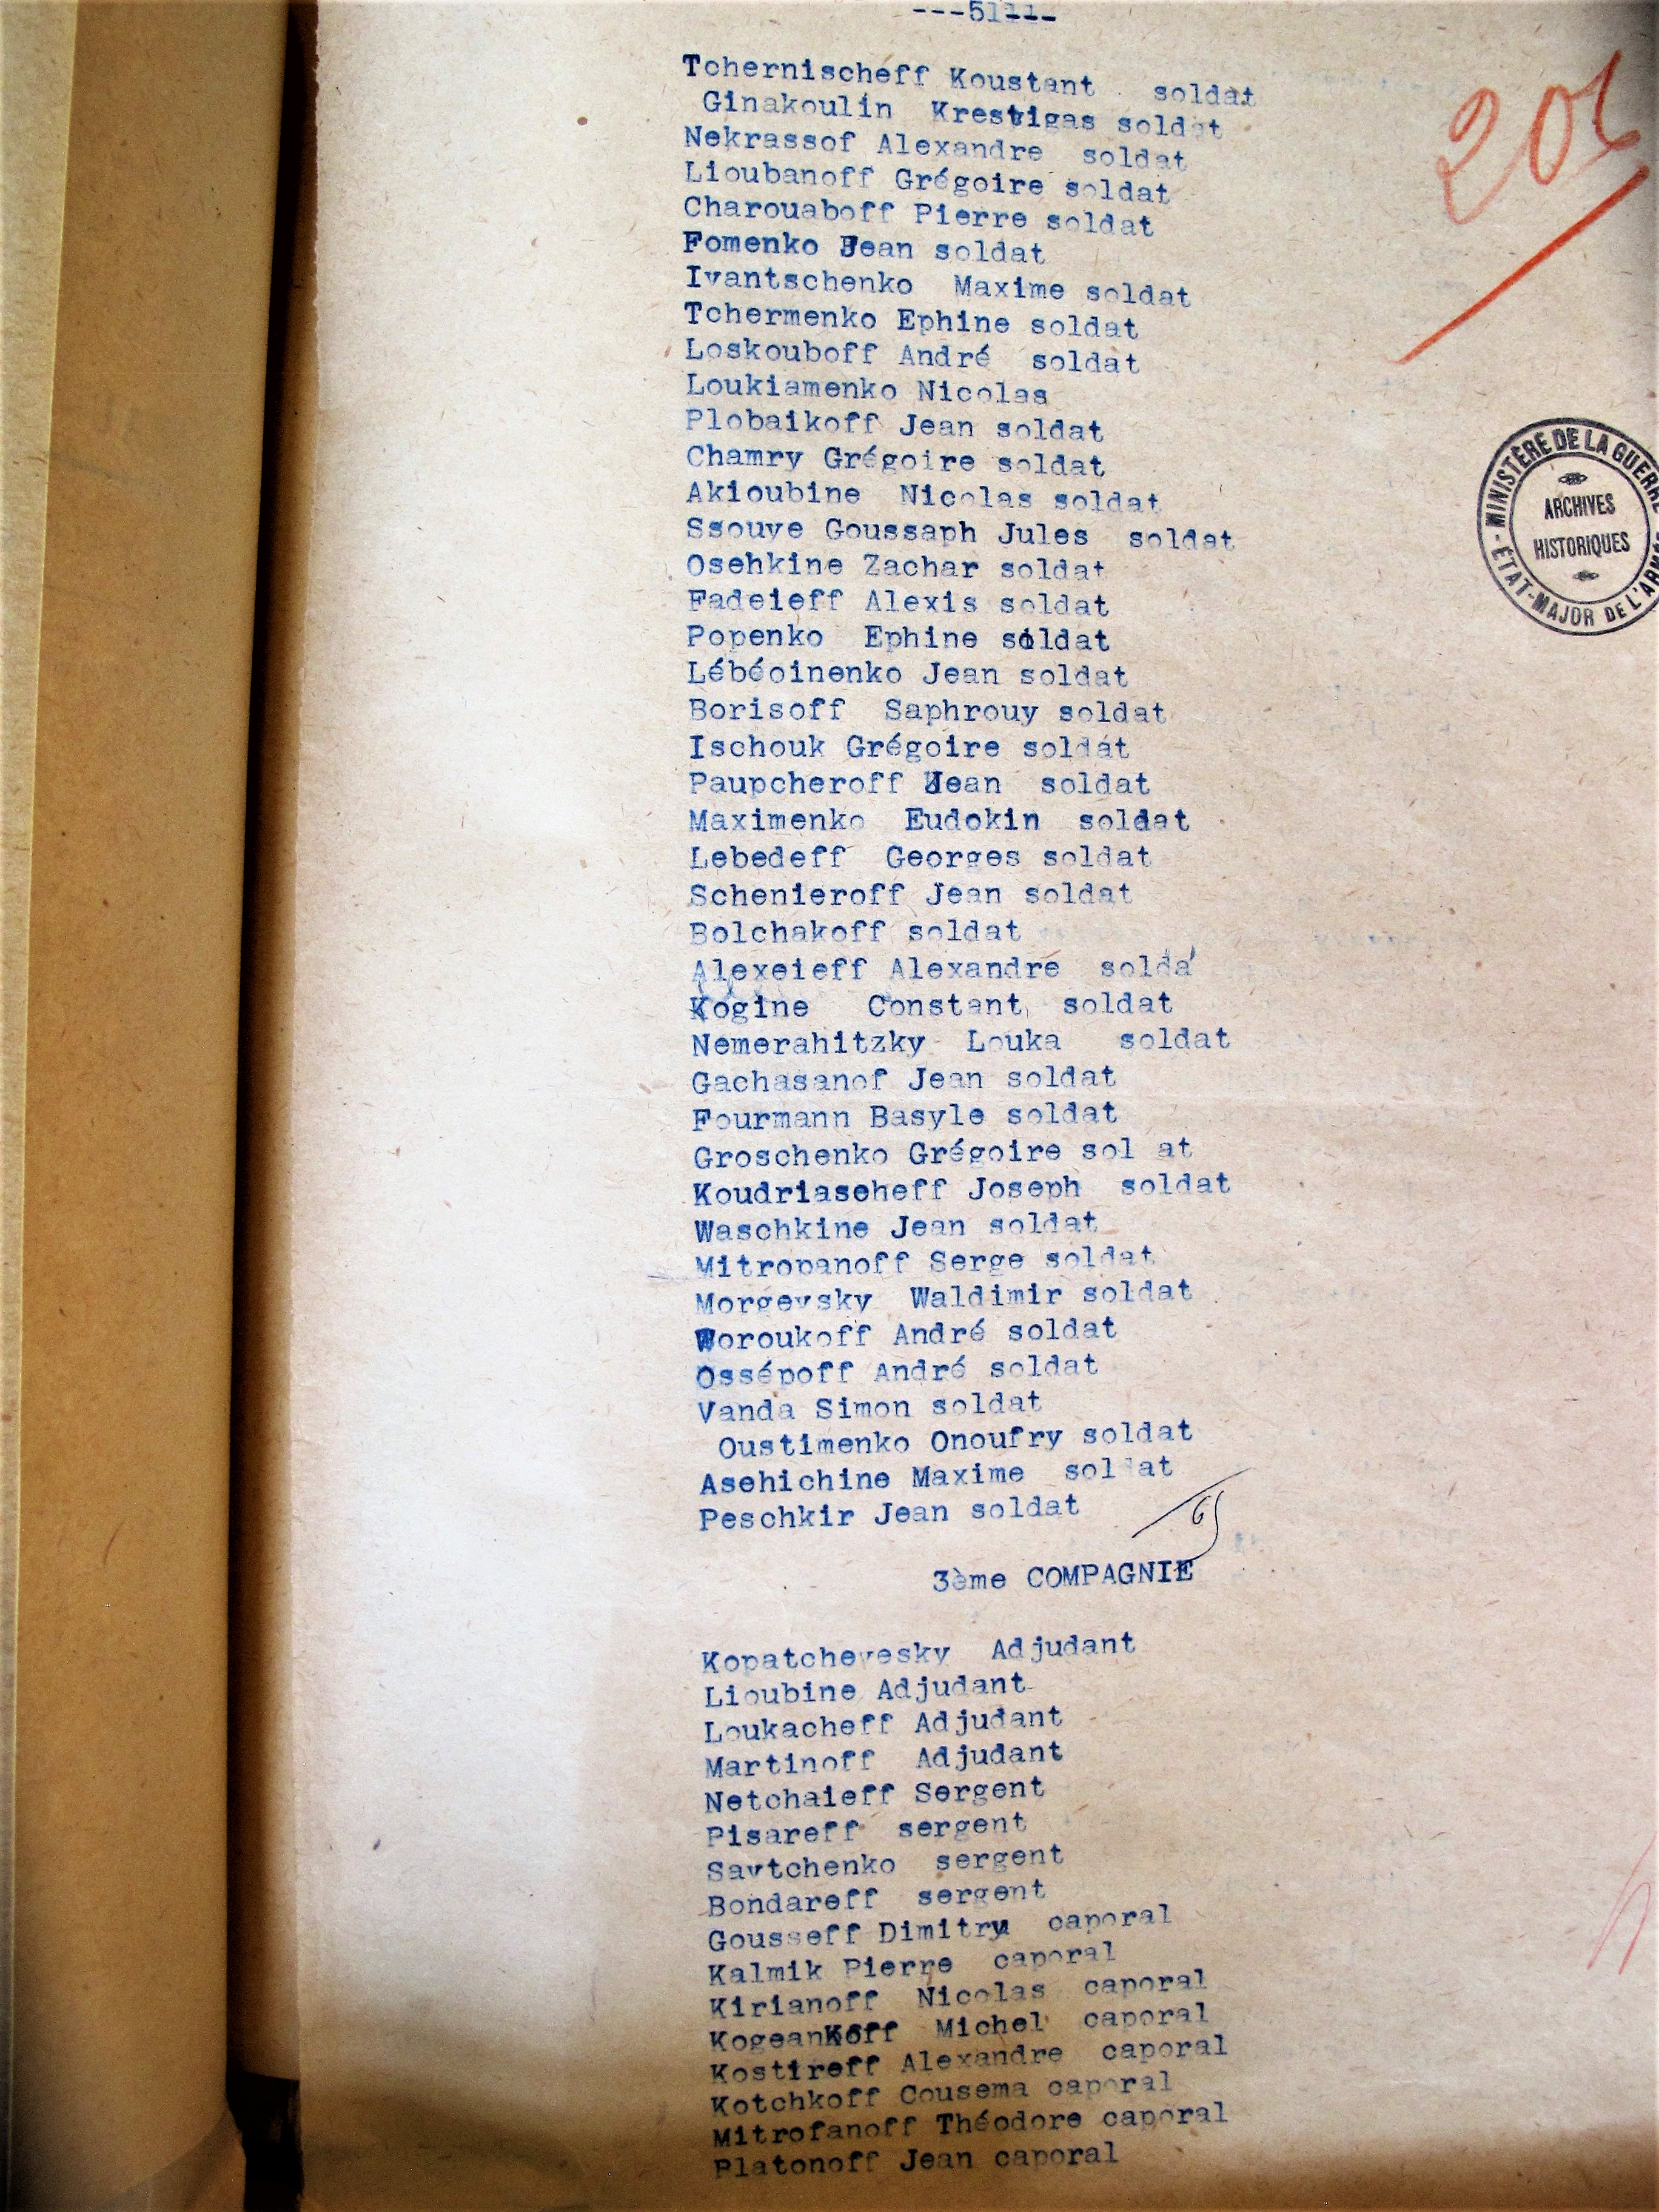 ---5111--
Tchernischeff Koustant soldat
Ginakoulin Krestigas soldat
Nekrassof Alexandre soldat
Lioubanoff Grégoire soldat
Charouaboff Pierre soldat
Fomenko Jean soldat
Ivantschenko Maxime soldat
Tchermenko Ephine soldat
Loskouboff André soldat
Loukiamenko Nicolas
Plobaikoff Jean soldat
Chamry Grégoire soldat
Akioubine Nicolas soldat
Ssouve Goussaph Jules soldat
Osehkine Zachar soldat
Fadeieff Alexis soldat
Popenko Ephine soldat
Lébéoinenko Jean soldat
Borisoff Saphrouy soldat
Ischouk Grégoire soldat
Paupcheroff Jean soldat
Maximenko Eudokin soldat
Lebedeff Georges soldat
Schenieroff Jean soldat
Bolchakoff soldat
Alexeieff Alexandre solda
Kogine Constant soldat
Nemerahitzky Louka soldat
Gachasanof Jean soldat
Fourmann Basyle soldat
Groschenko Grégoire sol at
Koudriaseheff Joseph soldat
Waschkine Jean soldat
Mitropanoff Serge soldat
Morgevsky Waldimir soldat
Woroukoff André soldat
Ossépoff André soldat
Vanda Simon soldat
Oustimenko Onoufry soldat
Asehichine Maxime soldat
Peschkir Jean soldat
3ème COMPAGNIE
Kopatchevesky Adjudant
Lioubine Adjudant
Loukacheff Adjudant
Martinoff Adjudant
Netchaieff Sergent
Pisareff sergent
Savtchenko sergent
Bondareff sergent
Gousseff Dimitry caporal
Kalmik Pierre caporal
Kirianoff Nicolas caporal
Kogeankoff Michel caporal
Kostireff Alexandre caporal
Kotchkoff Cousema caporal
Mitrofanoff Théodore caporal
Platonoff Jean caporal
MINISTÈRE DE LA GUERRE
ARCHIVES
HISTORIQUES
ÉTAT-MAJOR DE L'ARMÉE